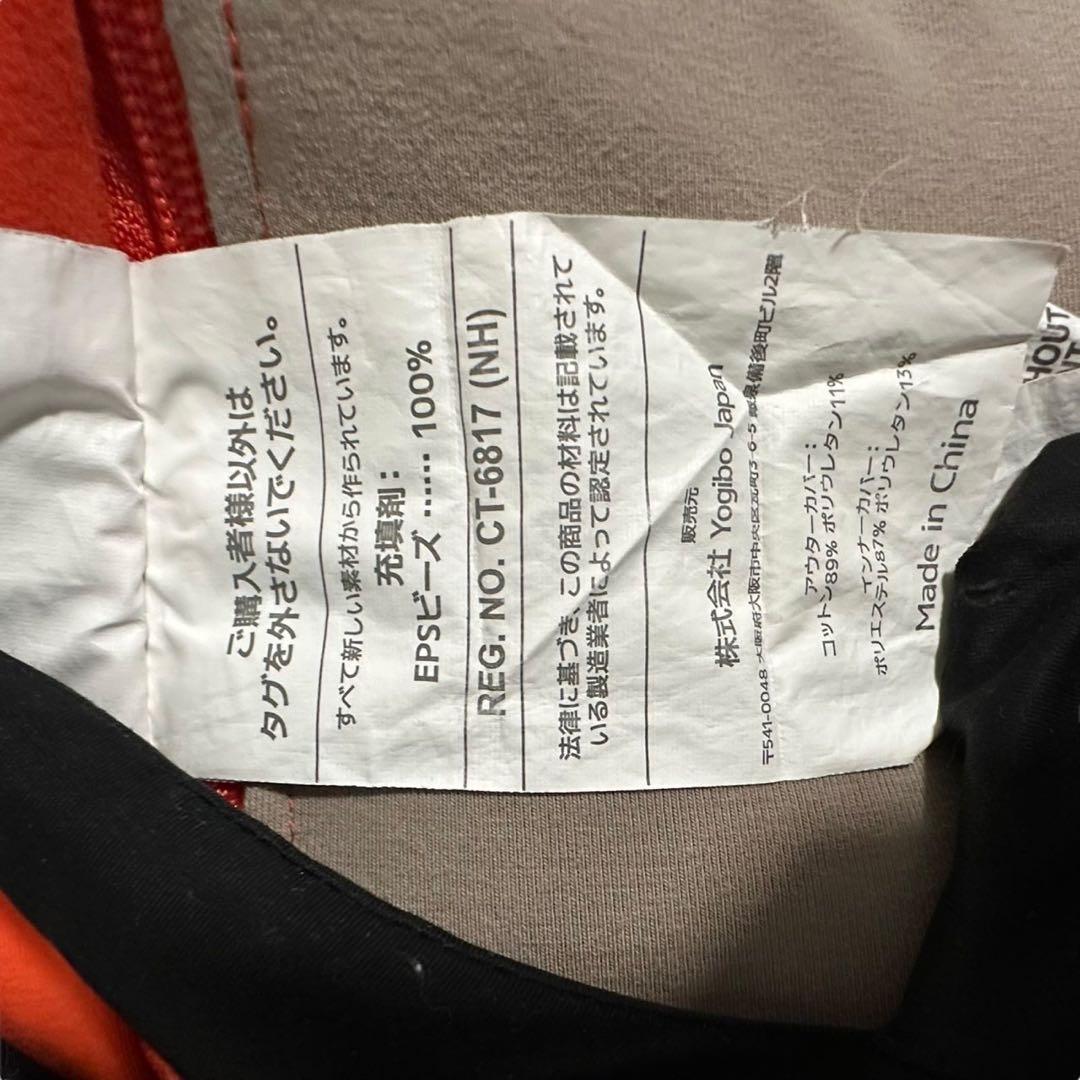 ご購入者様以外は
タグを外さないでください。
すべて新しい素材から作られています。
充填剤：
EPSビーズ ...... 100%
REG. NO. CT-6817 (NH)
法律に基づき、この商品の材料は記載されて
いる製造業者によって認定されています。
販売元
株式会社 Yogibo Japan
〒541-0048 大阪府大阪市中央区瓦町3-6-5 銀泉備後町ビル2階
アウターカバー：
コットン89% ポリウレタン11%
インナーカバー：
ポリエステル87% ポリウレタン13%
Made in China
HOUT